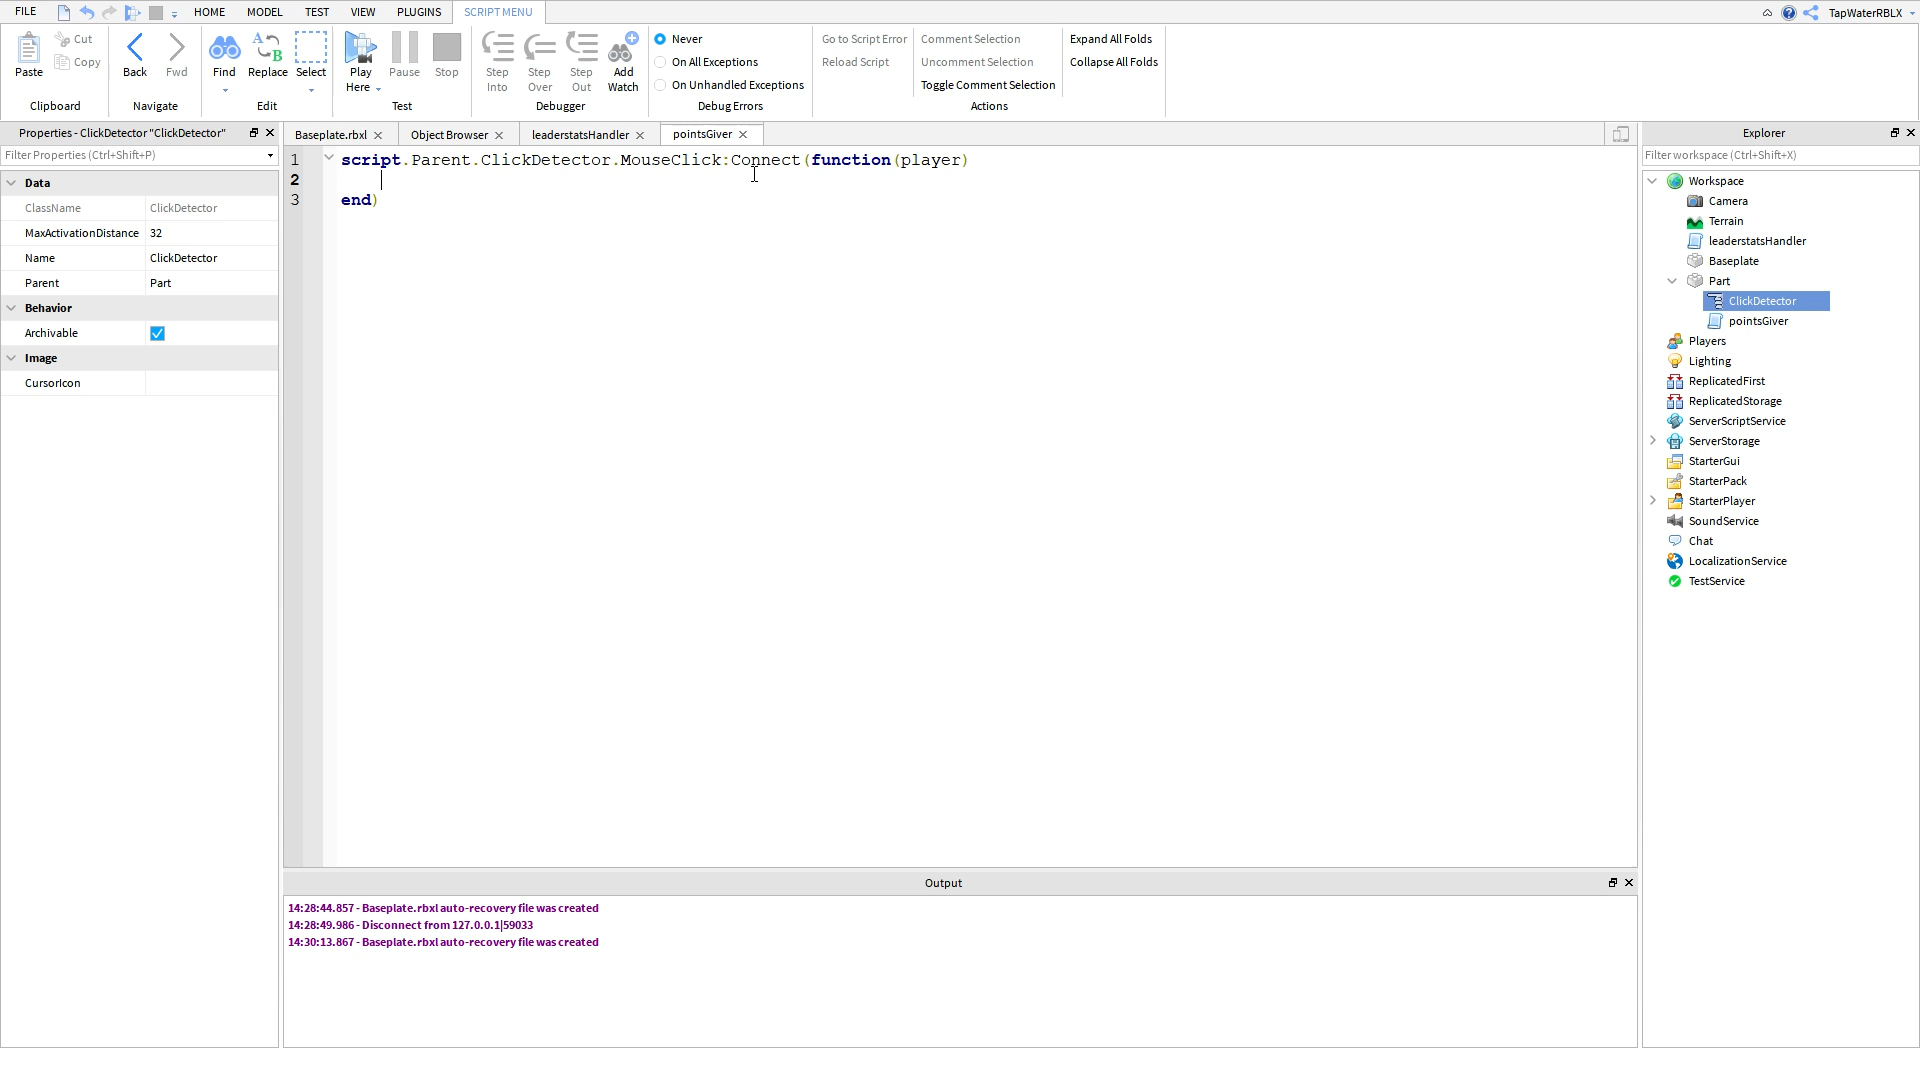 FILE
HOME
MODEL
TEST
VIEW
PLUGINS
SCRIPT MENU
TapWaterRBLX
Paste
Cut
Copy
Clipboard
Back
Fwd
Navigate
Find
Replace
Select
Edit
Play
Here
Pause
Stop
Test
Step
Into
Step
Over
Step
Out
Add
Watch
Debugger
Never
On All Exceptions
On Unhandled Exceptions
Debug Errors
Go to Script Error
Reload Script
Comment Selection
Uncomment Selection
Toggle Comment Selection
Actions
Expand All Folds
Collapse All Folds
Properties - ClickDetector "ClickDetector"
Filter Properties (Ctrl+Shift+P)
Data
ClassName ClickDetector
MaxActivationDistance 32
Name ClickDetector
Parent Part
Behavior
Archivable
Image
CursorIcon
Baseplate.rbxl
Object Browser
leaderstatsHandler
pointsGiver
1 script.Parent.ClickDetector.MouseClick:Connect(function(player)
2
3 end)
Output
14:28:44.857 - Baseplate.rbxl auto-recovery file was created
14:28:49.986 - Disconnect from 127.0.0.1|59033
14:30:13.867 - Baseplate.rbxl auto-recovery file was created
Explorer
Filter workspace (Ctrl+Shift+X)
Workspace
Camera
Terrain
leaderstatsHandler
Baseplate
Part
ClickDetector
pointsGiver
Players
Lighting
ReplicatedFirst
ReplicatedStorage
ServerScriptService
ServerStorage
StarterGui
StarterPack
StarterPlayer
SoundService
Chat
LocalizationService
TestService